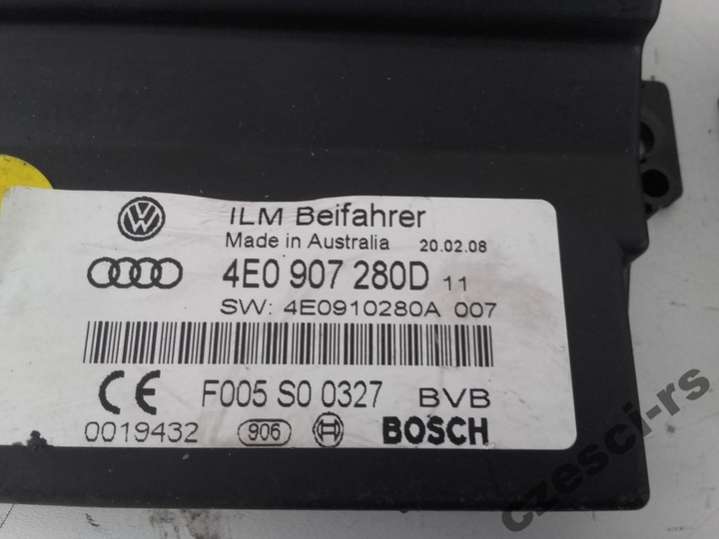 ILM Beifahrer
Made in Australia 20.02.08
4E0 907 280D 11
SW: 4E0910280A 007
CE F005 S0 0327 BVB
0019432 906 BOSCH
czesci-rs